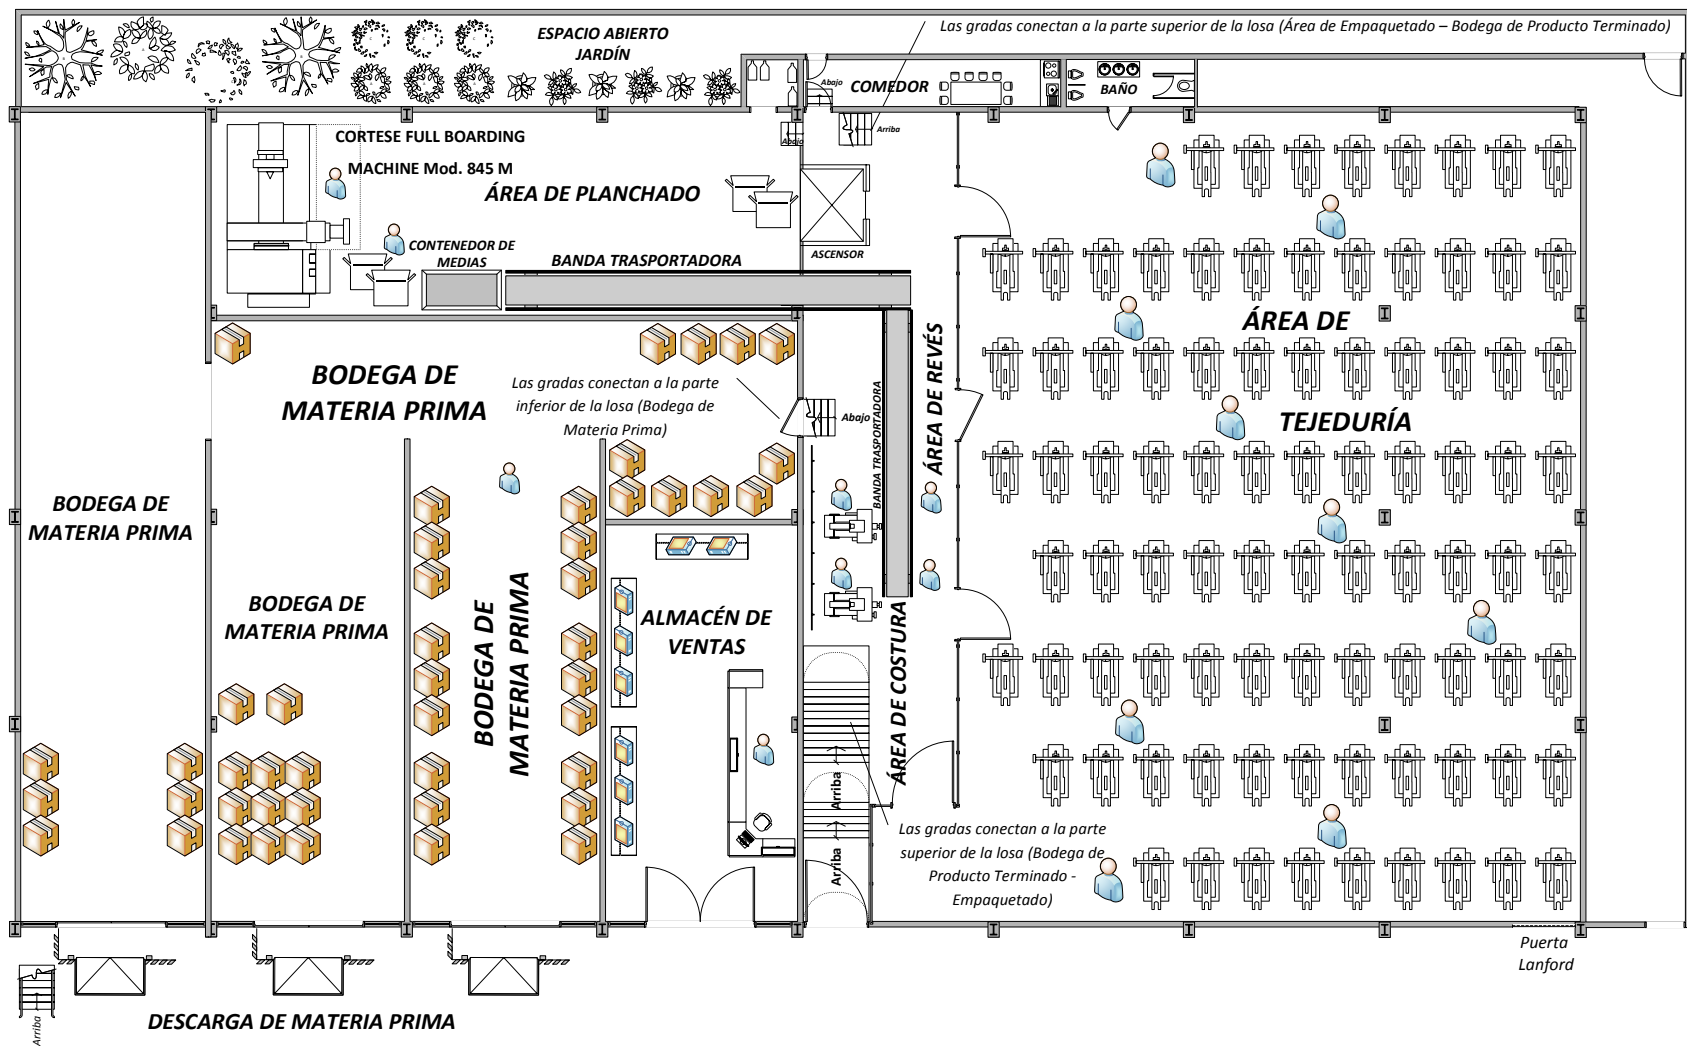 Las gradas conectan a la parte superior de la losa (Área de Empaquetado – Bodega de Producto Terminado)
ESPACIO ABIERTO
JARDÍN
Abajo
COMEDOR
BAÑO
CORTESE FULL BOARDING
MACHINE Mod. 845 M
Abajo
Arriba
ÁREA DE PLANCHADO
CONTENEDOR DE
MEDIAS
BANDA TRASPORTADORA
ASCENSOR
ÁREA DE
TEJEDURÍA
BODEGA DE
MATERIA PRIMA
Las gradas conectan a la parte
inferior de la losa (Bodega de
Materia Prima)
Abajo
BANDA TRASPORTADORA
ÁREA DE REVÉS
BODEGA DE
MATERIA PRIMA
BODEGA DE
MATERIA PRIMA
BODEGA DE
MATERIA PRIMA
ALMACÉN DE
VENTAS
ÁREA DE COSTURA
Arriba
Arriba
Las gradas conectan a la parte
superior de la losa (Bodega de
Producto Terminado -
Empaquetado)
Puerta
Lanford
Arriba
DESCARGA DE MATERIA PRIMA